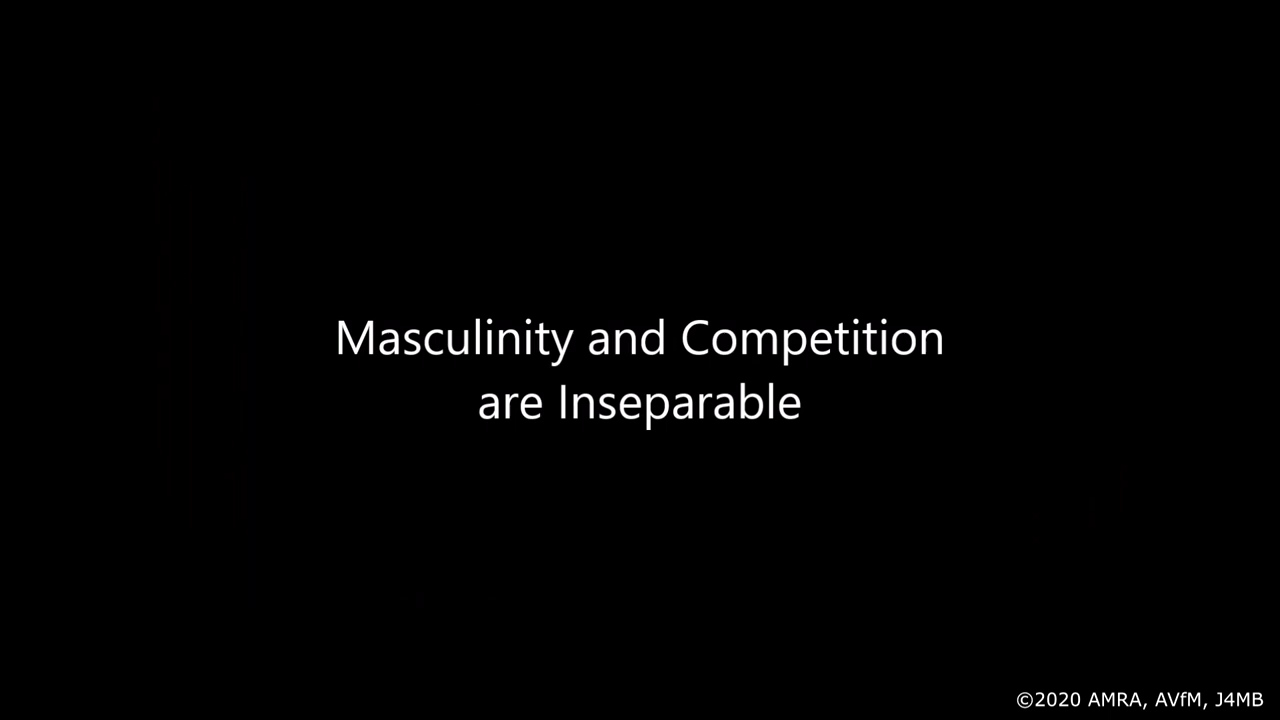 Masculinity and Competition
are Inseparable
©2020 AMRA, AVfM, J4MB